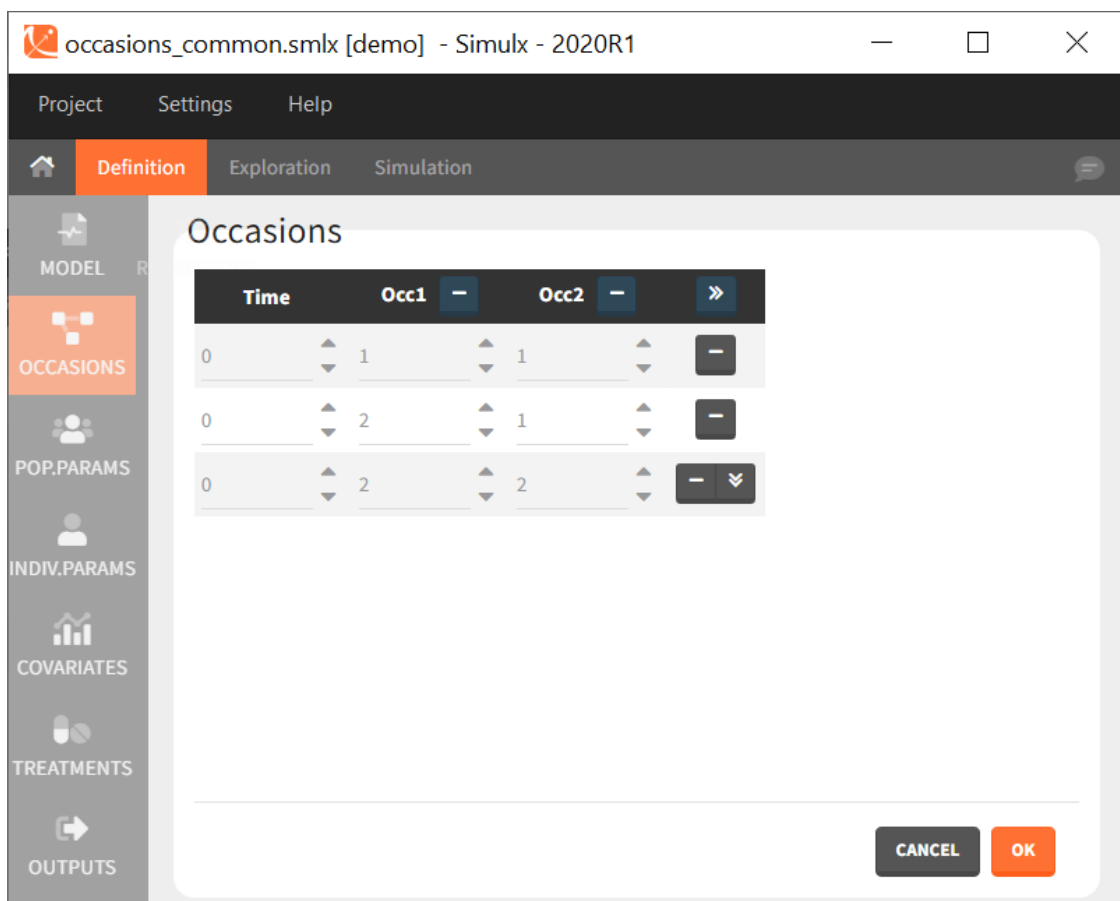 occasions_common.smlx [demo]  - Simulx - 2020R1
Project Settings Help
Definition Exploration Simulation
MODEL
OCCASIONS
POP.PARAMS
INDIV.PARAMS
COVARIATES
TREATMENTS
OUTPUTS
R
Occasions
Time Occ1 Occ2
0 1 1
0 2 1
0 2 2
CANCEL OK